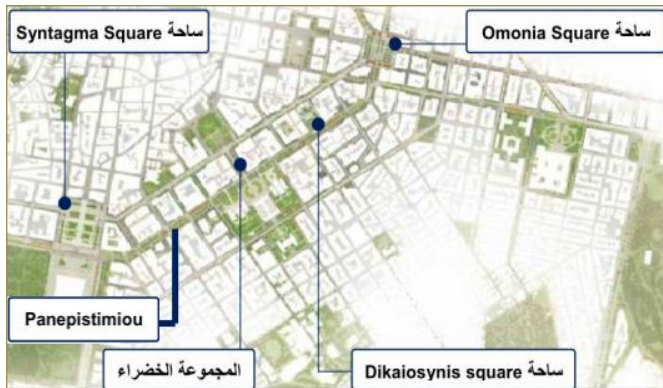 ساحة Syntagma Square
ساحة Omonia Square
Panepistimiou
المجموعة الخضراء
ساحة Dikaiosynis square